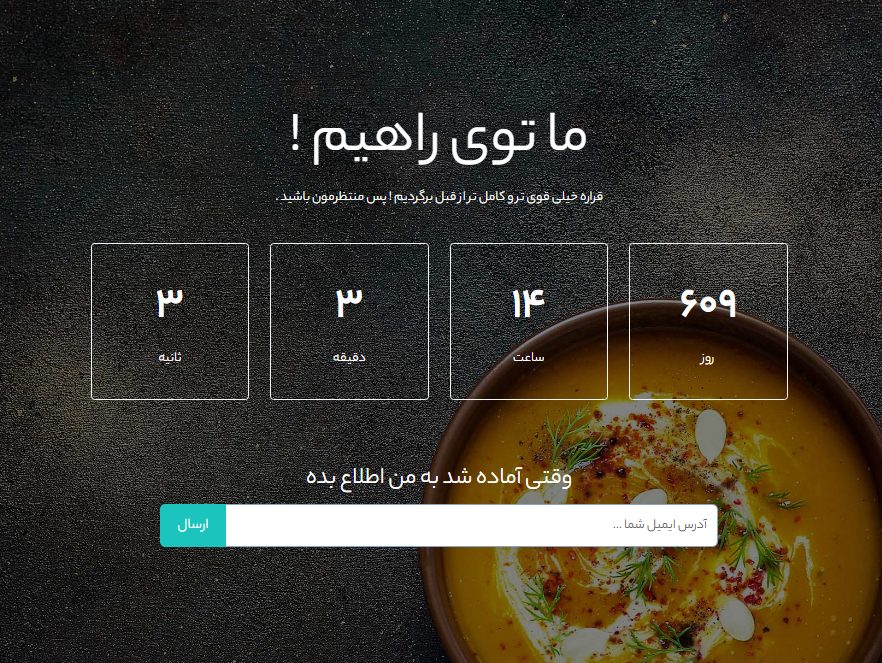 ما توی راهیم !
قراره خیلی قوی تر و کامل تر از قبل برگردیم ! پس منتظرمون باشید .
۶۰۹
روز
۱۴
ساعت
۳
دقیقه
۳
ثانیه
وقتی آماده شد به من اطلاع بده
آدرس ایمیل شما ...
ارسال